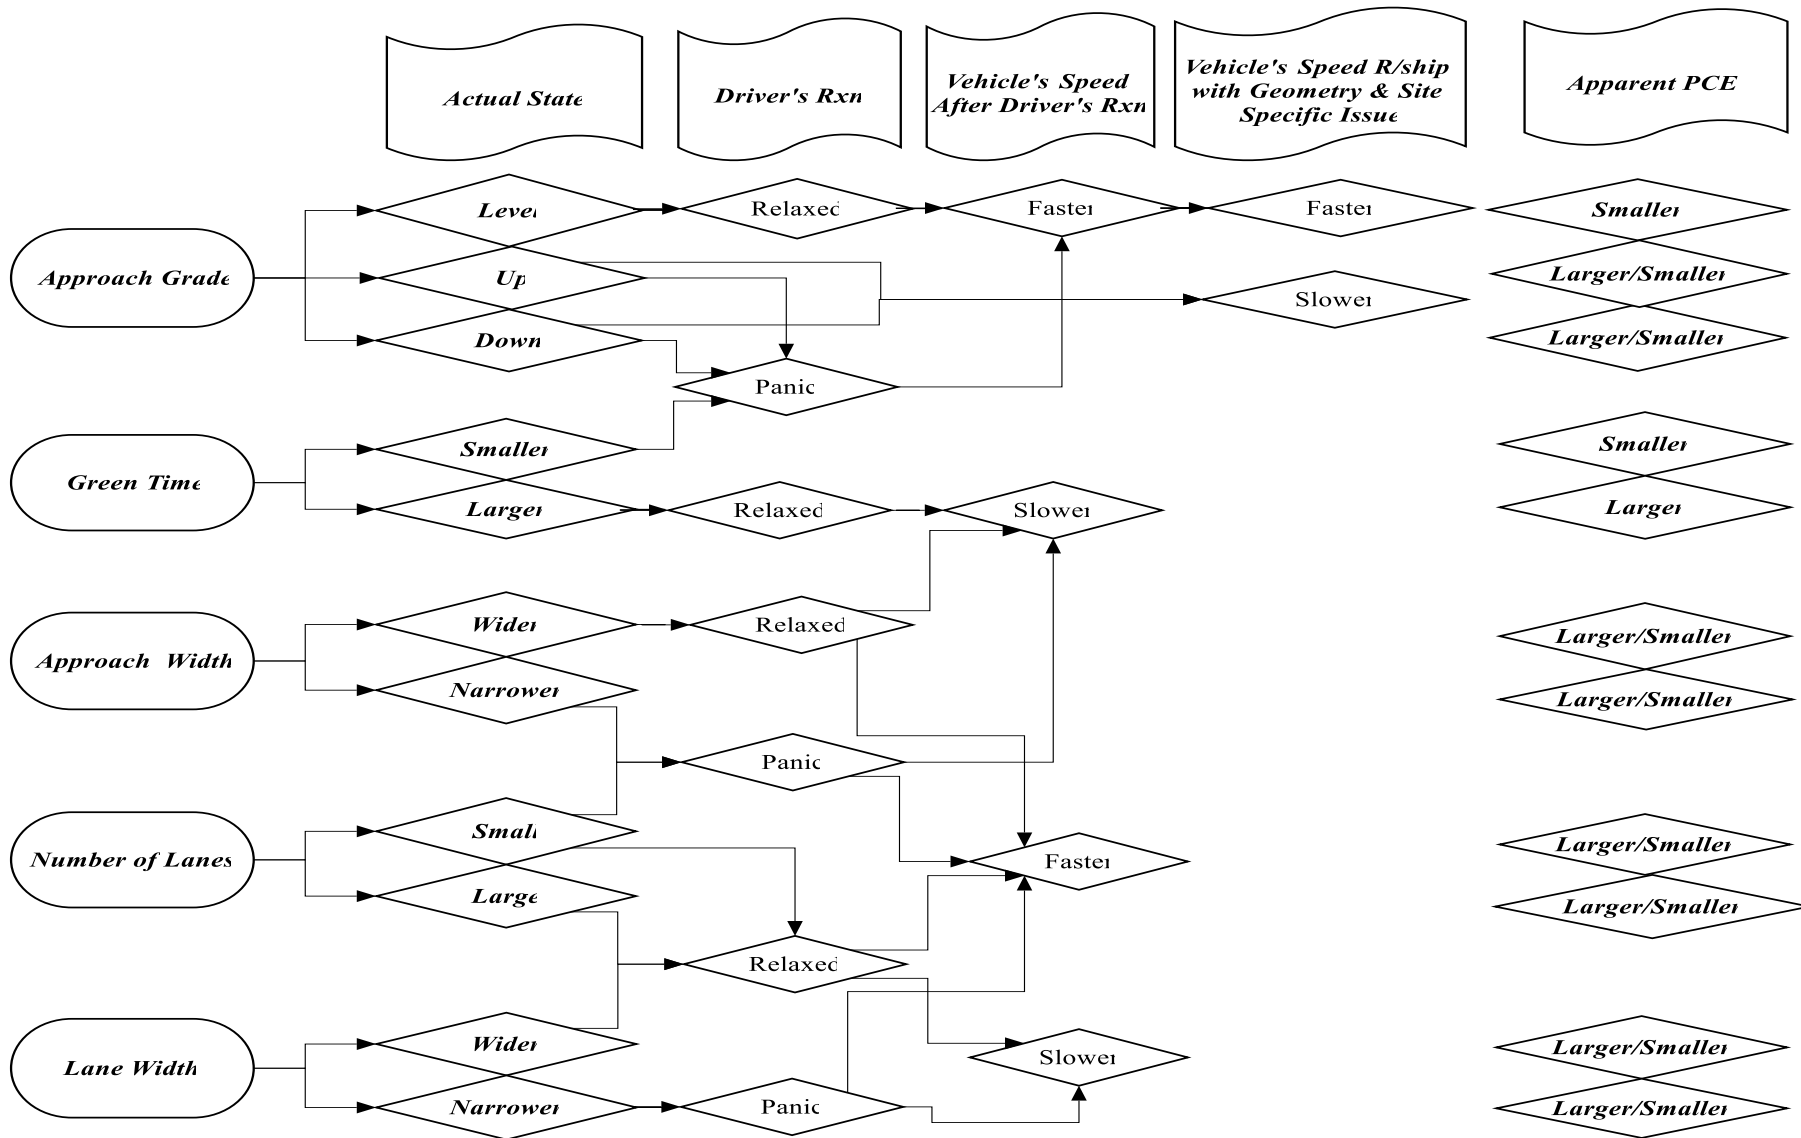 Actual State
Driver's Rxn
Vehicle's Speed
After Driver's Rxn
Vehicle's Speed R/ship
with Geometry & Site
Specific Issue
Apparent PCE
Approach Grade
Level
Relaxed
Faster
Faster
Smaller
Up
Larger/Smaller
Slower
Down
Larger/Smaller
Panic
Green Time
Smaller
Smaller
Larger
Relaxed
Slower
Larger
Approach Width
Wider
Relaxed
Larger/Smaller
Narrower
Larger/Smaller
Panic
Number of Lanes
Small
Faster
Larger/Smaller
Large
Larger/Smaller
Relaxed
Lane Width
Wider
Slower
Larger/Smaller
Narrower
Panic
Larger/Smaller